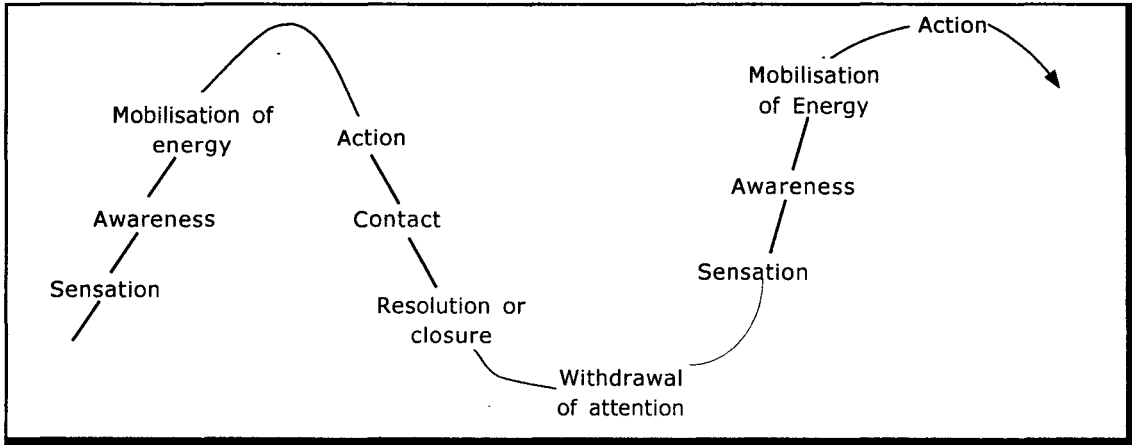 Mobilisation of
energy
Awareness
Sensation
Action
Contact
Resolution or
closure
Withdrawal
of attention
Sensation
Awareness
Mobilisation
of Energy
Action